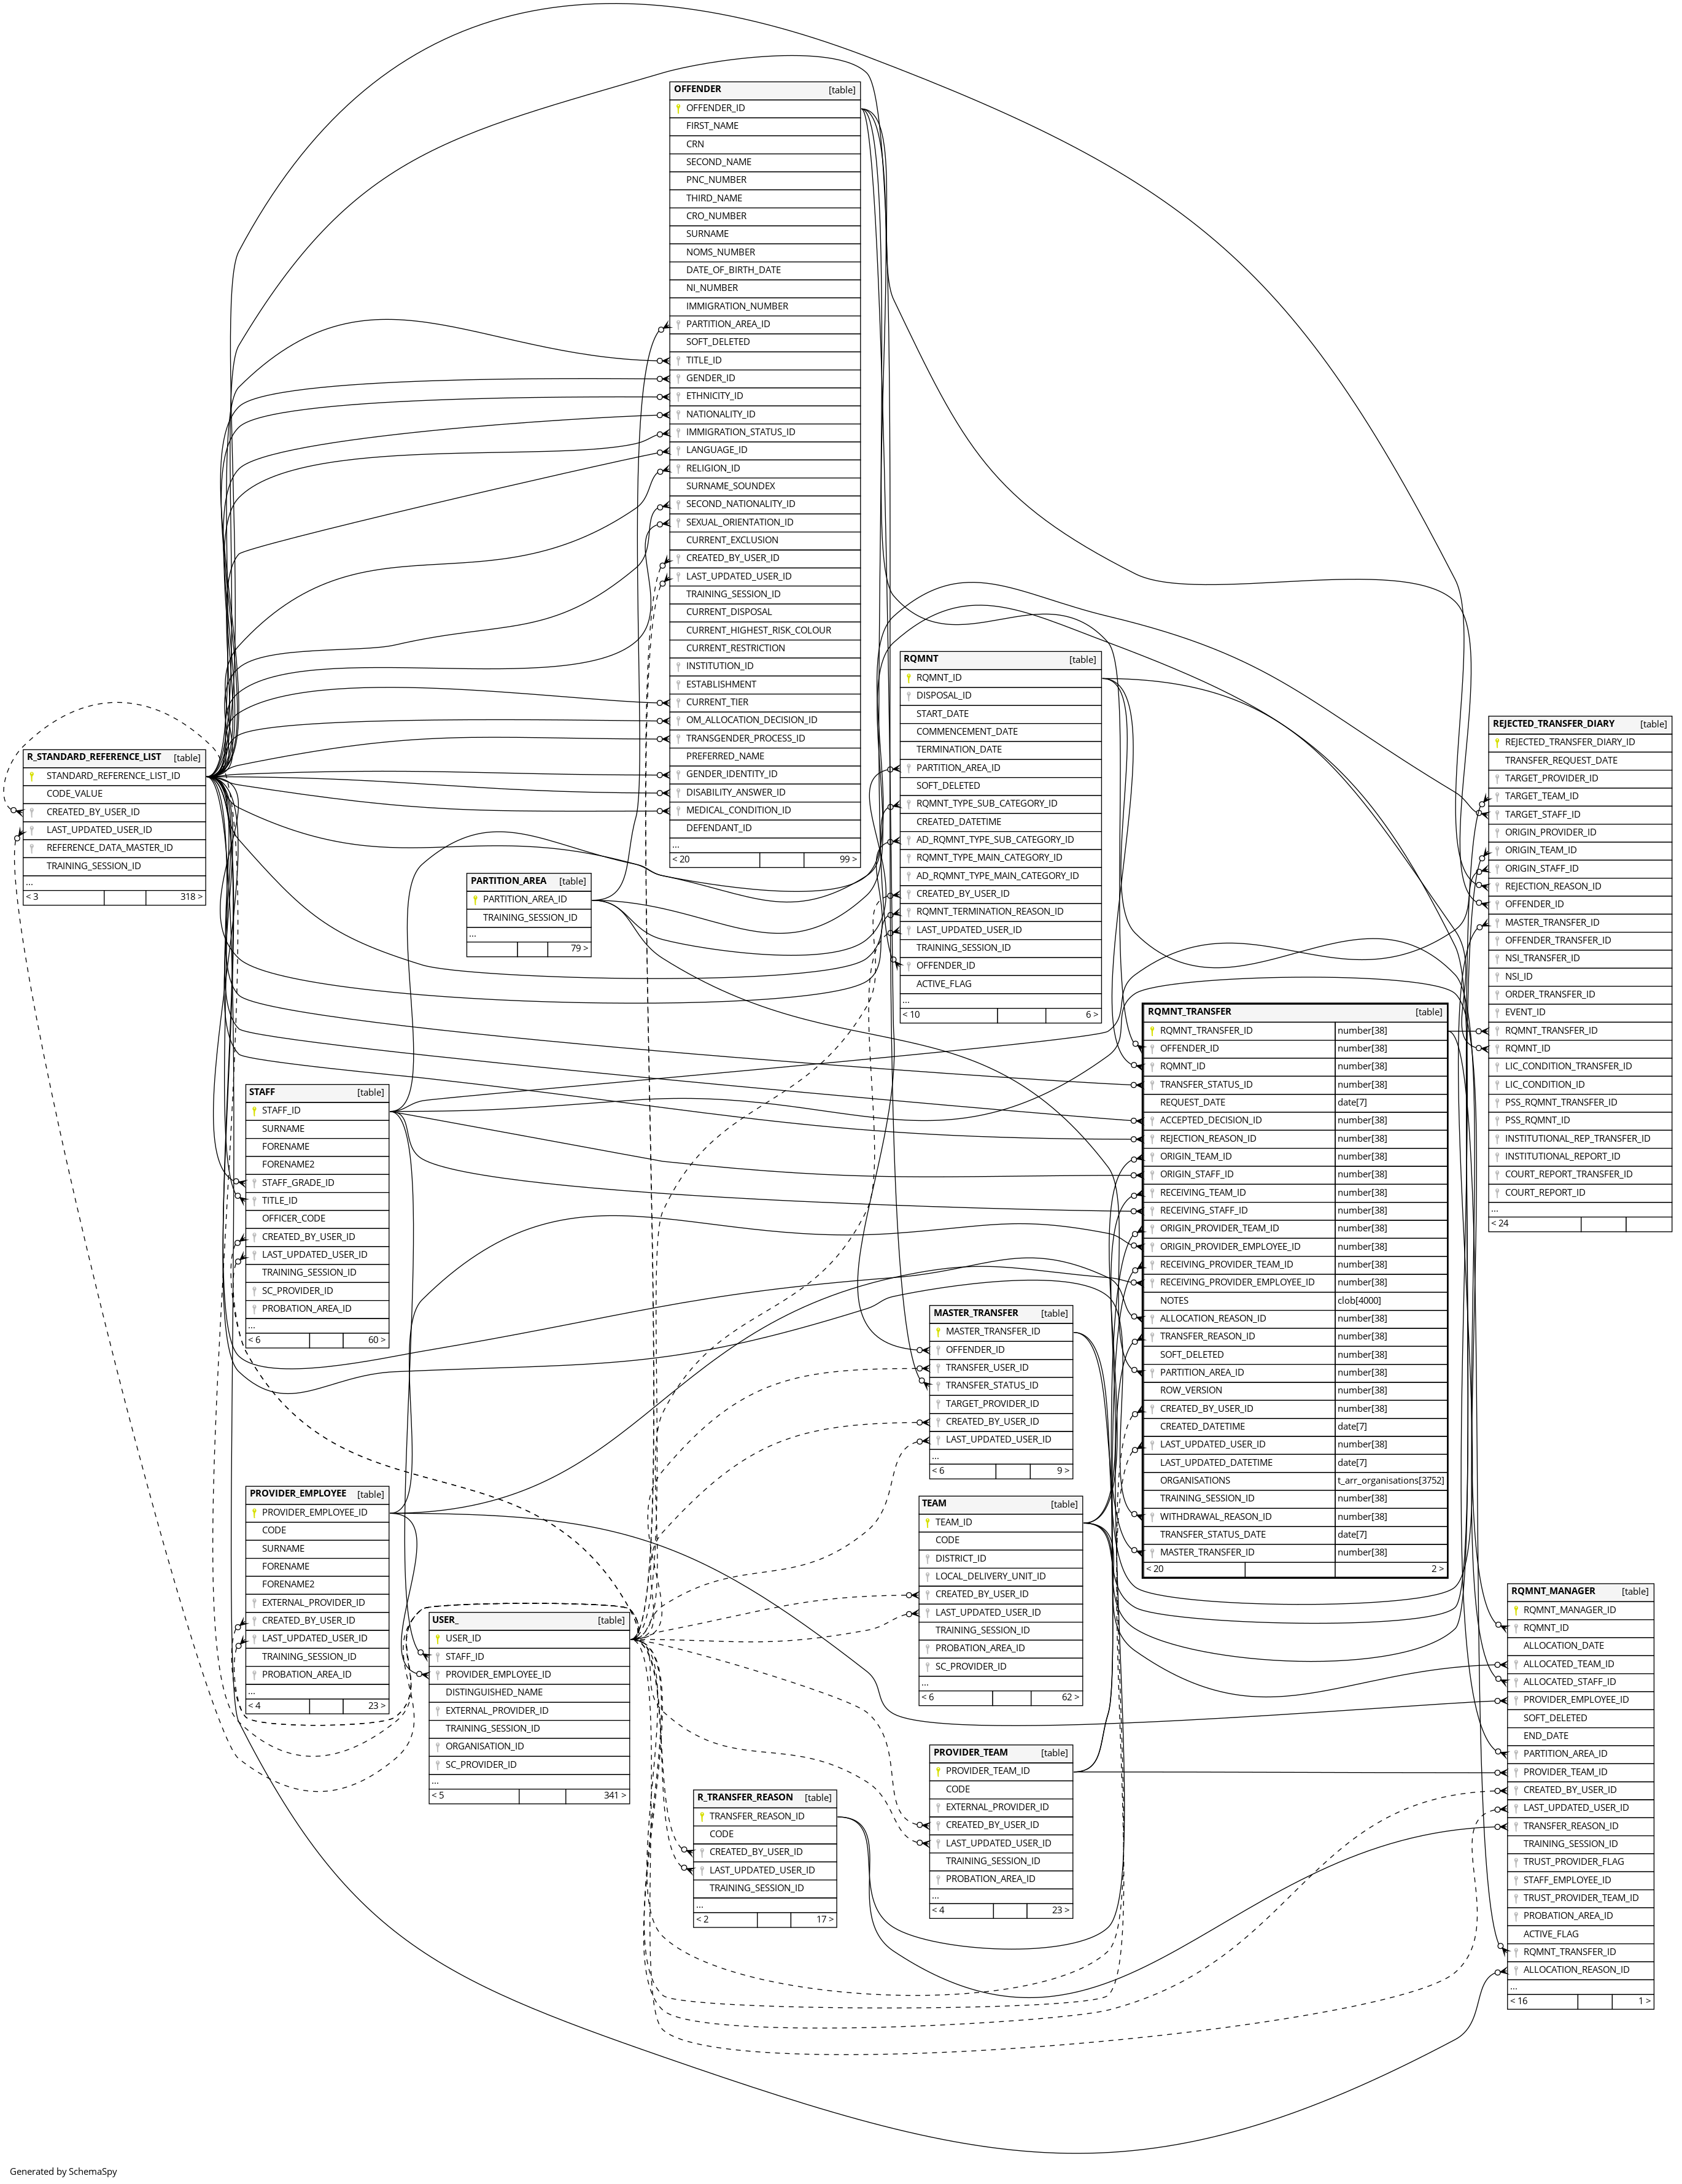 OFFENDER [table]
OFFENDER_ID
FIRST_NAME
CRN
SECOND_NAME
PNC_NUMBER
THIRD_NAME
CRO_NUMBER
SURNAME
NOMS_NUMBER
DATE_OF_BIRTH_DATE
NI_NUMBER
IMMIGRATION_NUMBER
PARTITION_AREA_ID
SOFT_DELETED
TITLE_ID
GENDER_ID
ETHNICITY_ID
NATIONALITY_ID
IMMIGRATION_STATUS_ID
LANGUAGE_ID
RELIGION_ID
SURNAME_SOUNDEX
SECOND_NATIONALITY_ID
SEXUAL_ORIENTATION_ID
CURRENT_EXCLUSION
CREATED_BY_USER_ID
LAST_UPDATED_USER_ID
TRAINING_SESSION_ID
CURRENT_DISPOSAL
CURRENT_HIGHEST_RISK_COLOUR
CURRENT_RESTRICTION
INSTITUTION_ID
ESTABLISHMENT
CURRENT_TIER
OM_ALLOCATION_DECISION_ID
TRANSGENDER_PROCESS_ID
PREFERRED_NAME
GENDER_IDENTITY_ID
DISABILITY_ANSWER_ID
MEDICAL_CONDITION_ID
DEFENDANT_ID
...
< 20 99 >
RQMNT [table]
RQMNT_ID
DISPOSAL_ID
START_DATE
COMMENCEMENT_DATE
TERMINATION_DATE
PARTITION_AREA_ID
SOFT_DELETED
RQMNT_TYPE_SUB_CATEGORY_ID
CREATED_DATETIME
AD_RQMNT_TYPE_SUB_CATEGORY_ID
RQMNT_TYPE_MAIN_CATEGORY_ID
AD_RQMNT_TYPE_MAIN_CATEGORY_ID
CREATED_BY_USER_ID
RQMNT_TERMINATION_REASON_ID
LAST_UPDATED_USER_ID
TRAINING_SESSION_ID
OFFENDER_ID
ACTIVE_FLAG
...
< 10 6 >
REJECTED_TRANSFER_DIARY [table]
REJECTED_TRANSFER_DIARY_ID
TRANSFER_REQUEST_DATE
TARGET_PROVIDER_ID
TARGET_TEAM_ID
TARGET_STAFF_ID
ORIGIN_PROVIDER_ID
ORIGIN_TEAM_ID
ORIGIN_STAFF_ID
REJECTION_REASON_ID
OFFENDER_ID
MASTER_TRANSFER_ID
OFFENDER_TRANSFER_ID
NSI_TRANSFER_ID
NSI_ID
ORDER_TRANSFER_ID
EVENT_ID
RQMNT_TRANSFER_ID
RQMNT_ID
LIC_CONDITION_TRANSFER_ID
LIC_CONDITION_ID
PSS_RQMNT_TRANSFER_ID
PSS_RQMNT_ID
INSTITUTIONAL_REP_TRANSFER_ID
INSTITUTIONAL_REPORT_ID
COURT_REPORT_TRANSFER_ID
COURT_REPORT_ID
...
< 24
R_STANDARD_REFERENCE_LIST [table]
STANDARD_REFERENCE_LIST_ID
CODE_VALUE
CREATED_BY_USER_ID
LAST_UPDATED_USER_ID
REFERENCE_DATA_MASTER_ID
TRAINING_SESSION_ID
...
< 3 318 >
PARTITION_AREA [table]
PARTITION_AREA_ID
TRAINING_SESSION_ID
...
79 >
RQMNT_TRANSFER [table]
RQMNT_TRANSFER_ID number[38]
OFFENDER_ID number[38]
RQMNT_ID number[38]
TRANSFER_STATUS_ID number[38]
REQUEST_DATE date[7]
ACCEPTED_DECISION_ID number[38]
REJECTION_REASON_ID number[38]
ORIGIN_TEAM_ID number[38]
ORIGIN_STAFF_ID number[38]
RECEIVING_TEAM_ID number[38]
RECEIVING_STAFF_ID number[38]
ORIGIN_PROVIDER_TEAM_ID number[38]
ORIGIN_PROVIDER_EMPLOYEE_ID number[38]
RECEIVING_PROVIDER_TEAM_ID number[38]
RECEIVING_PROVIDER_EMPLOYEE_ID number[38]
NOTES clob[4000]
ALLOCATION_REASON_ID number[38]
TRANSFER_REASON_ID number[38]
SOFT_DELETED number[38]
PARTITION_AREA_ID number[38]
ROW_VERSION number[38]
CREATED_BY_USER_ID number[38]
CREATED_DATETIME date[7]
LAST_UPDATED_USER_ID number[38]
LAST_UPDATED_DATETIME date[7]
ORGANISATIONS t_arr_organisations[3752]
TRAINING_SESSION_ID number[38]
WITHDRAWAL_REASON_ID number[38]
TRANSFER_STATUS_DATE date[7]
MASTER_TRANSFER_ID number[38]
< 20 2 >
STAFF [table]
STAFF_ID
SURNAME
FORENAME
FORENAME2
STAFF_GRADE_ID
TITLE_ID
OFFICER_CODE
CREATED_BY_USER_ID
LAST_UPDATED_USER_ID
TRAINING_SESSION_ID
SC_PROVIDER_ID
PROBATION_AREA_ID
...
< 6 60 >
MASTER_TRANSFER [table]
MASTER_TRANSFER_ID
OFFENDER_ID
TRANSFER_USER_ID
TRANSFER_STATUS_ID
TARGET_PROVIDER_ID
CREATED_BY_USER_ID
LAST_UPDATED_USER_ID
...
< 6 9 >
PROVIDER_EMPLOYEE [table]
PROVIDER_EMPLOYEE_ID
CODE
SURNAME
FORENAME
FORENAME2
EXTERNAL_PROVIDER_ID
CREATED_BY_USER_ID
LAST_UPDATED_USER_ID
TRAINING_SESSION_ID
PROBATION_AREA_ID
...
< 4 23 >
TEAM [table]
TEAM_ID
CODE
DISTRICT_ID
LOCAL_DELIVERY_UNIT_ID
CREATED_BY_USER_ID
LAST_UPDATED_USER_ID
TRAINING_SESSION_ID
PROBATION_AREA_ID
SC_PROVIDER_ID
...
< 6 62 >
USER_ [table]
USER_ID
STAFF_ID
PROVIDER_EMPLOYEE_ID
DISTINGUISHED_NAME
EXTERNAL_PROVIDER_ID
TRAINING_SESSION_ID
ORGANISATION_ID
SC_PROVIDER_ID
...
< 5 341 >
RQMNT_MANAGER [table]
RQMNT_MANAGER_ID
RQMNT_ID
ALLOCATION_DATE
ALLOCATED_TEAM_ID
ALLOCATED_STAFF_ID
PROVIDER_EMPLOYEE_ID
SOFT_DELETED
END_DATE
PARTITION_AREA_ID
PROVIDER_TEAM_ID
CREATED_BY_USER_ID
LAST_UPDATED_USER_ID
TRANSFER_REASON_ID
TRAINING_SESSION_ID
TRUST_PROVIDER_FLAG
STAFF_EMPLOYEE_ID
TRUST_PROVIDER_TEAM_ID
PROBATION_AREA_ID
ACTIVE_FLAG
RQMNT_TRANSFER_ID
ALLOCATION_REASON_ID
...
< 16 1 >
PROVIDER_TEAM [table]
PROVIDER_TEAM_ID
CODE
EXTERNAL_PROVIDER_ID
CREATED_BY_USER_ID
LAST_UPDATED_USER_ID
TRAINING_SESSION_ID
PROBATION_AREA_ID
...
< 4 23 >
R_TRANSFER_REASON [table]
TRANSFER_REASON_ID
CODE
CREATED_BY_USER_ID
LAST_UPDATED_USER_ID
TRAINING_SESSION_ID
...
< 2 17 >
Generated by SchemaSpy